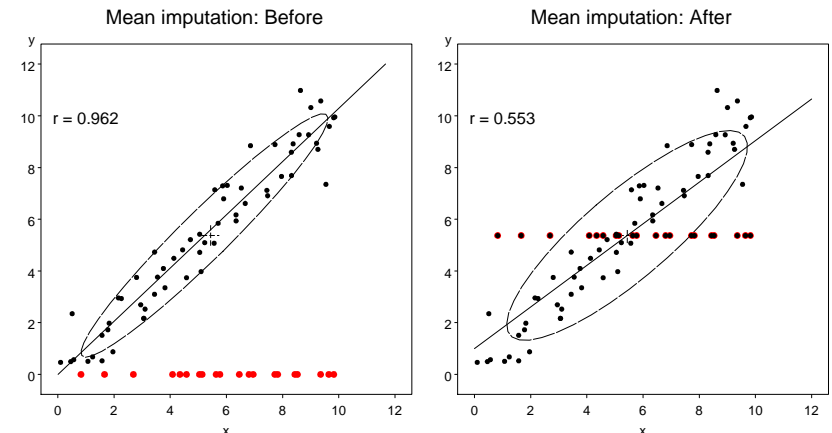 Mean imputation: Before
y
12
10
8
6
4
2
0
r = 0.962
0 2 4 6 8 10 12
x
Mean imputation: After
y
12
10
8
6
4
2
0
r = 0.553
0 2 4 6 8 10 12
x